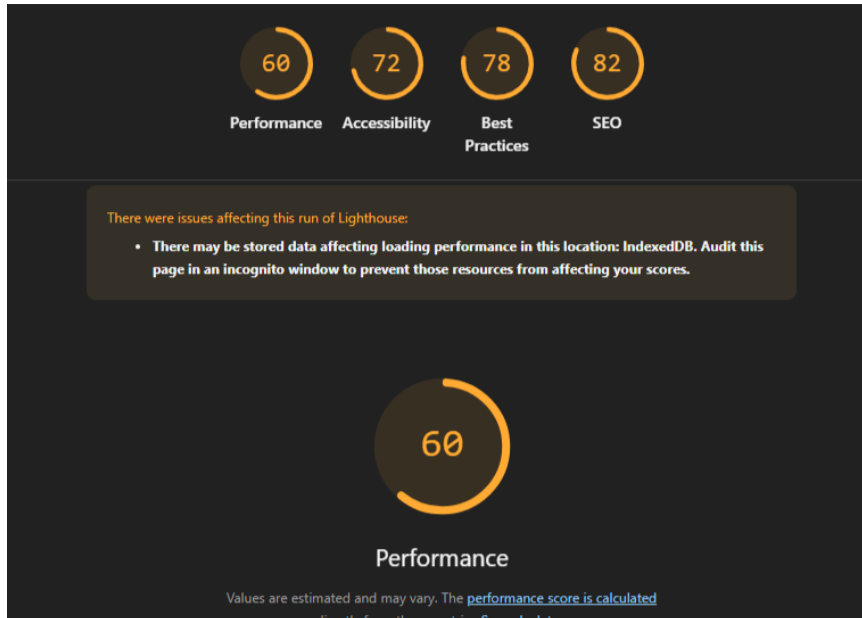 60 72 78 82
Performance Accessibility Best SEO
Practices
There were issues affecting this run of Lighthouse:
• There may be stored data affecting loading performance in this location: IndexedDB. Audit this
page in an incognito window to prevent those resources from affecting your scores.
60
Performance
Values are estimated and may vary. The performance score is calculated